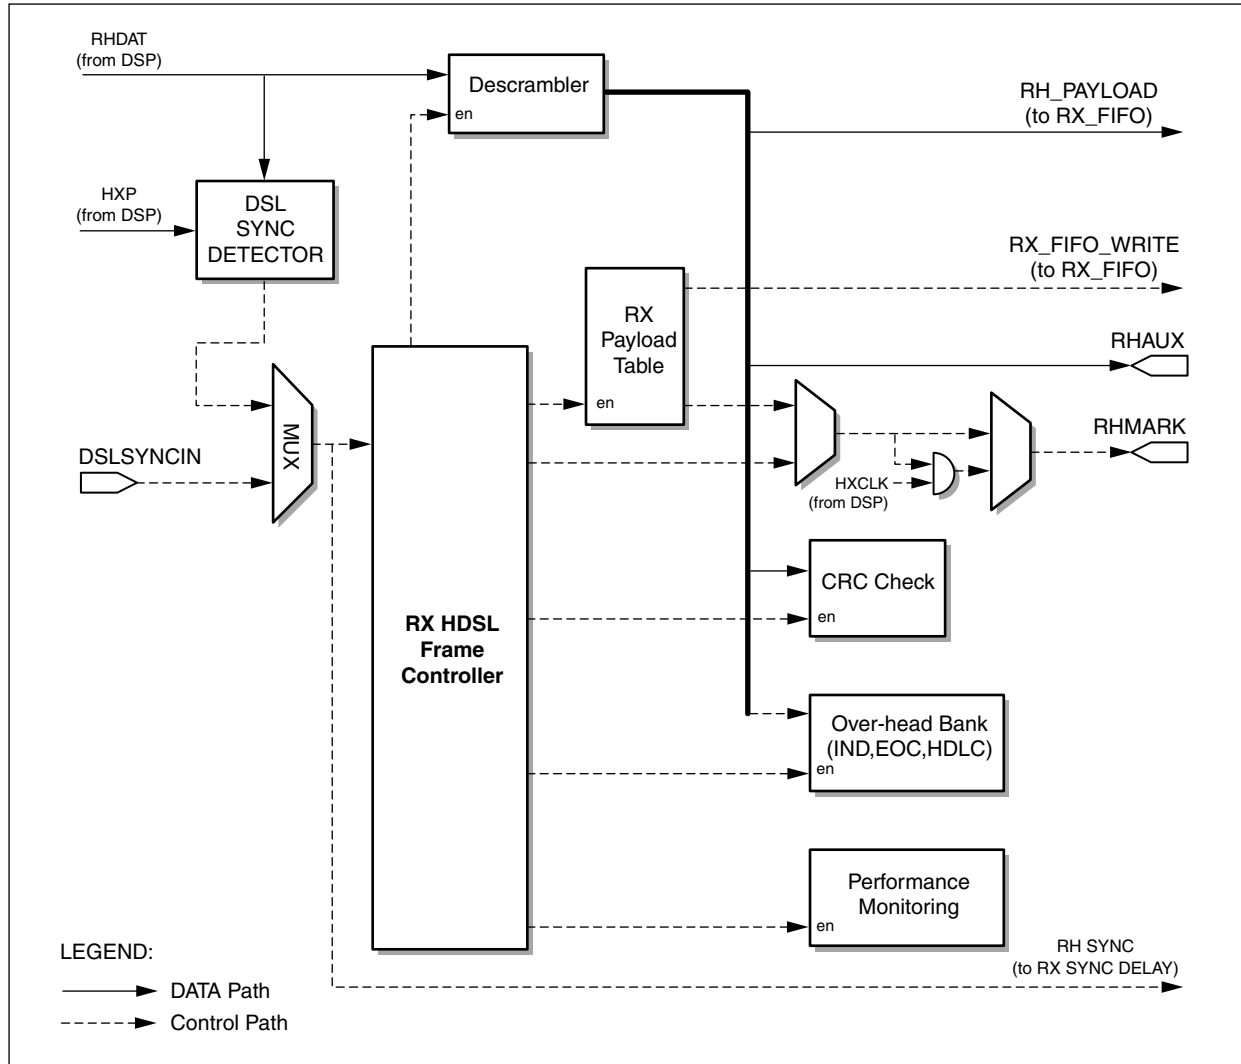 RHDAT
(from DSP)
Descrambler
en
RH_PAYLOAD
(to RX_FIFO)
HXP
(from DSP)
DSL
SYNC
DETECTOR
RX_FIFO_WRITE
(to RX_FIFO)
RX
Payload
Table
en
RHAUX
MUX
DSLSYNCIN
RHMARK
HXCLK
(from DSP)
CRC Check
en
RX HDSL
Frame
Controller
Over-head Bank
(IND,EOC,HDLC)
en
Performance
Monitoring
en
RH SYNC
(to RX SYNC DELAY)
LEGEND:
DATA Path
Control Path